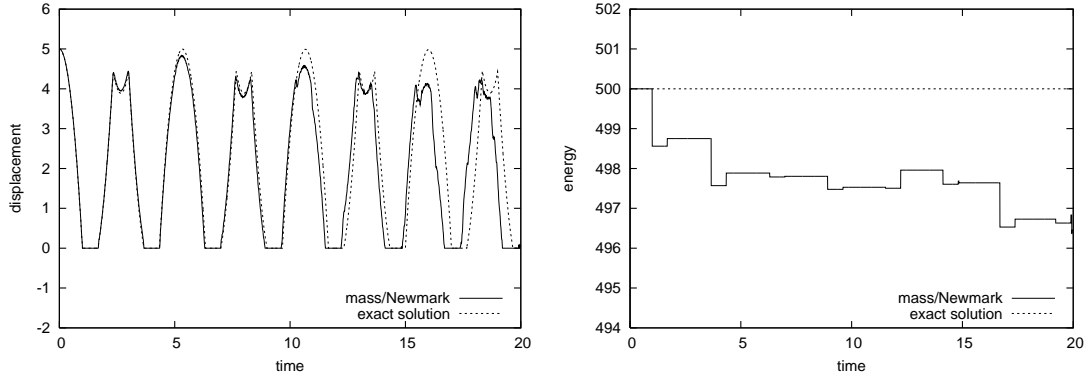 6
5
4
3
2
1
0
-1
-2
displacement
0 5 10 15 20
time
mass/Newmark
exact solution
502
501
500
499
498
497
496
495
494
energy
0 5 10 15 20
time
mass/Newmark
exact solution